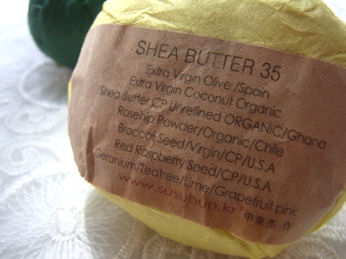 SHEA BUTTER 35
Extra Virgin Olive/Spain
Extra Virgin Coconut Organic
Shea Butter CP Unrefined ORGANIC/Ghana
Rosehip Powder/Organic/Chile
Broccoli Seed/Virgin/CP/U.S.A
Red Raspberry Seed/CP/U.S.A
Geranium/Teatree/Lime/Grapefruit pink
www.susuhun.kr